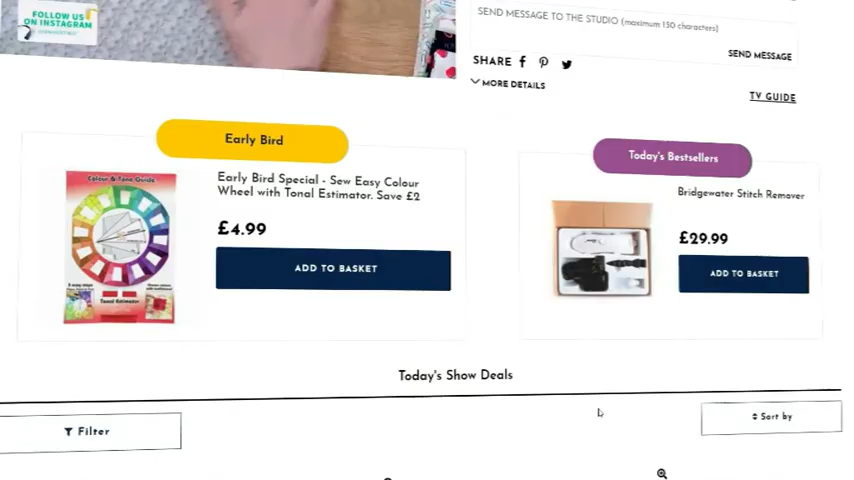 FOLLOW US
ON INSTAGRAM
SEND MESSAGE TO THE STUDIO (maximum 150 characters)
SEND MESSAGE
SHARE
MORE DETAILS
TV GUIDE
Early Bird
Today's Bestsellers
Colour & Tone Guide
Early Bird Special - Sew Easy Colour
Wheel with Tonal Estimator. Save £2
£4.99
ADD TO BASKET
Tonal Estimator
Bridgewater Stitch Remover
£29.99
ADD TO BASKET
Today's Show Deals
Filter
Sort by